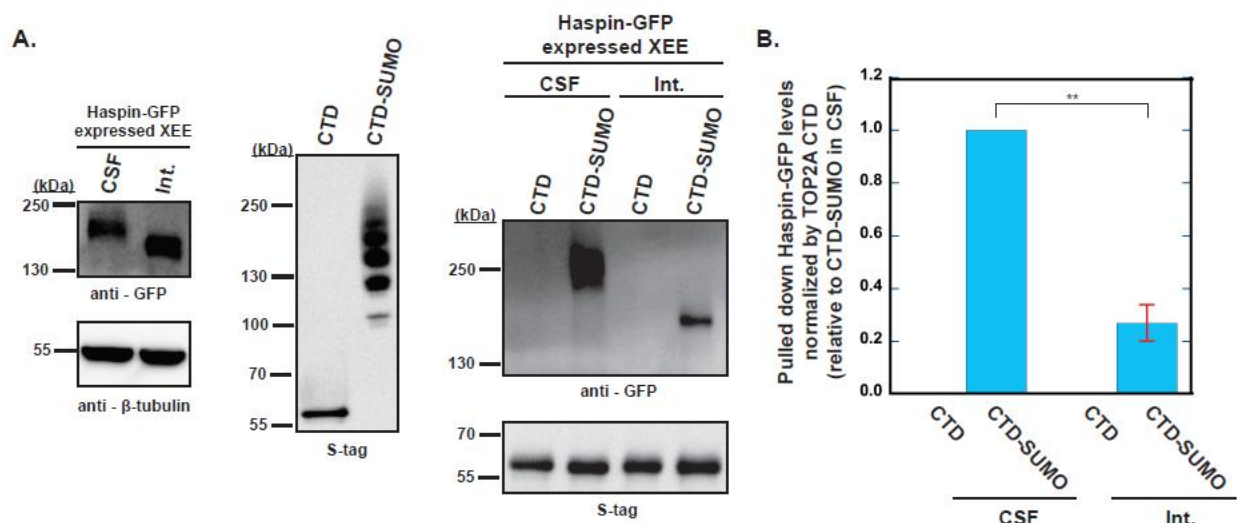 A.
Haspin-GFP
expressed XEE
(kDa)
CSF
Int.
250
130
anti - GFP
55
anti - β-tubulin
(kDa)
CTD
CTD-SUMO
250
150
130
100
70
55
S-tag
Haspin-GFP
expressed XEE
CSF
Int.
(kDa)
CTD
CTD-SUMO
CTD
CTD-SUMO
250
130
anti - GFP
70
55
S-tag
B.
Pulled down Haspin-GFP levels
normalized by TOP2A CTD
(relative to CTD-SUMO in CSF)
1.2
1.0
0.8
0.6
0.4
0.2
0.0
**
CTD
CTD-SUMO
CTD
CTD-SUMO
CSF
Int.